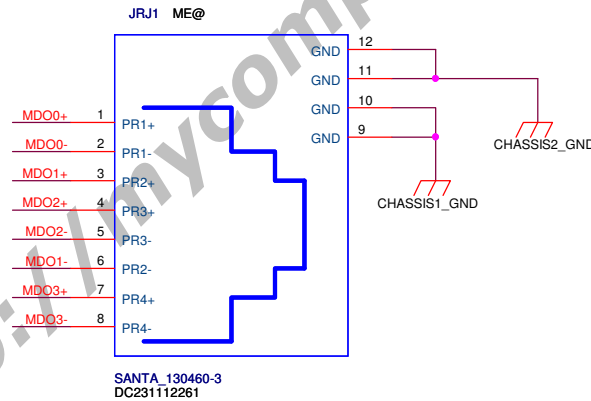 JRJ1 ME@
GND 12
GND 11
GND 10
GND 9
MDO0+ 1 PR1+
MDO0- 2 PR1-
MDO1+ 3 PR2+
MDO2+ 4 PR3+
MDO2- 5 PR3-
MDO1- 6 PR2-
MDO3+ 7 PR4+
MDO3- 8 PR4-
CHASSIS2_GND
CHASSIS1_GND
SANTA_130460-3
DC231112261
://mycomp